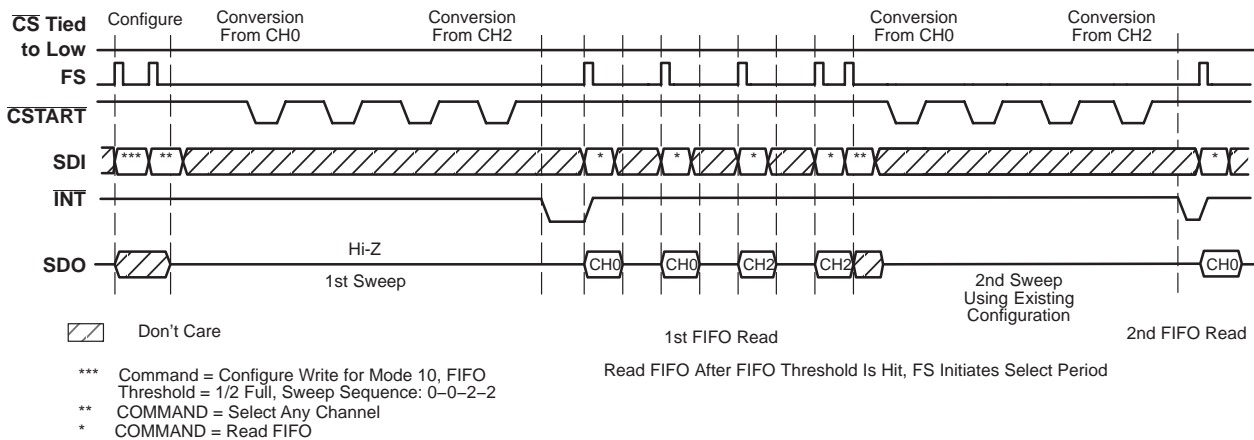 CS Tied
to Low
Configure
Conversion
From CH0
Conversion
From CH2
Conversion
From CH0
Conversion
From CH2
FS
CSTART
SDI
*** ** * * * * ** *
INT
SDO
Hi-Z
1st Sweep
CH0 CH0 CH2 CH2
2nd Sweep
Using Existing
Configuration
CH0
Don't Care
1st FIFO Read
2nd FIFO Read
Read FIFO After FIFO Threshold Is Hit, FS Initiates Select Period
*** Command = Configure Write for Mode 10, FIFO
Threshold = 1/2 Full, Sweep Sequence: 0–0–2–2
** COMMAND = Select Any Channel
* COMMAND = Read FIFO